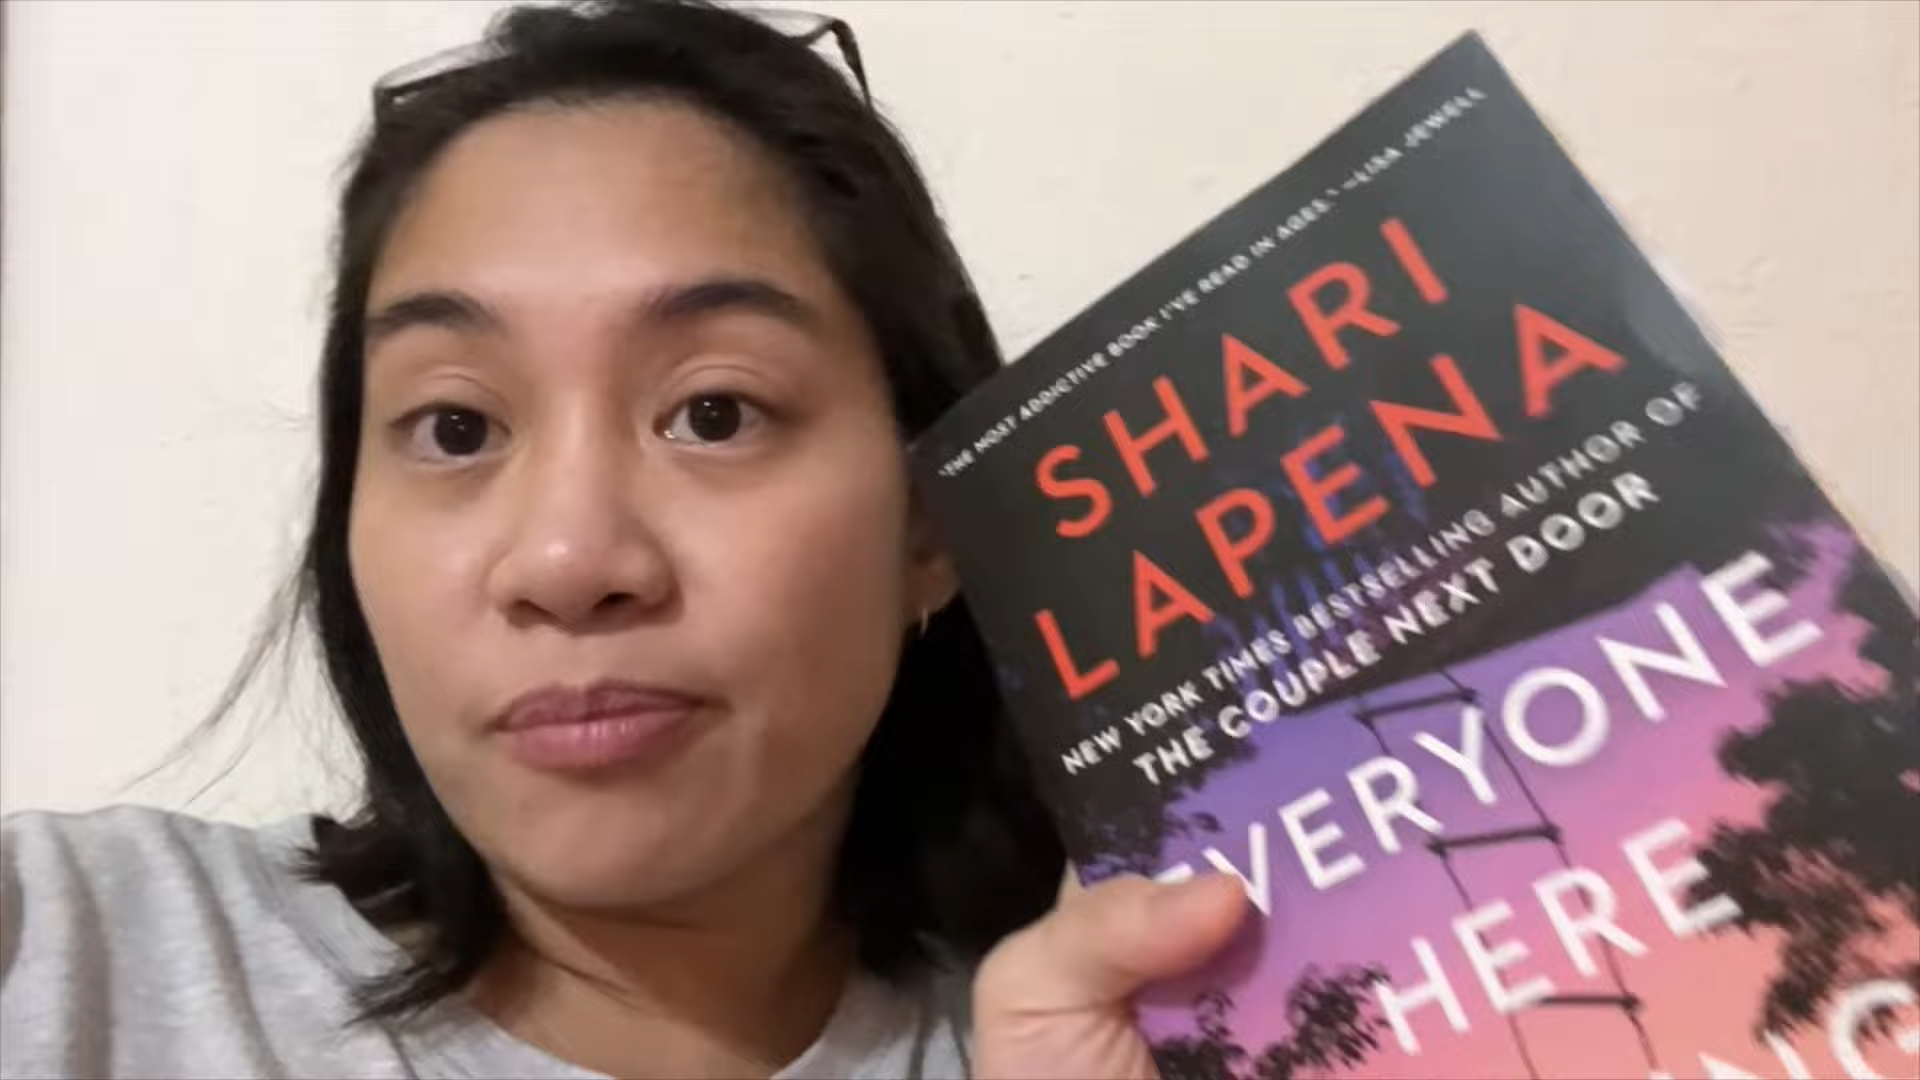 "THE MOST ADDICTIVE BOOK I'VE READ IN AGES." —LISA JEWELL
SHARI
LAPENA
NEW YORK TIMES BESTSELLING AUTHOR OF
THE COUPLE NEXT DOOR
EVERYONE
HERE